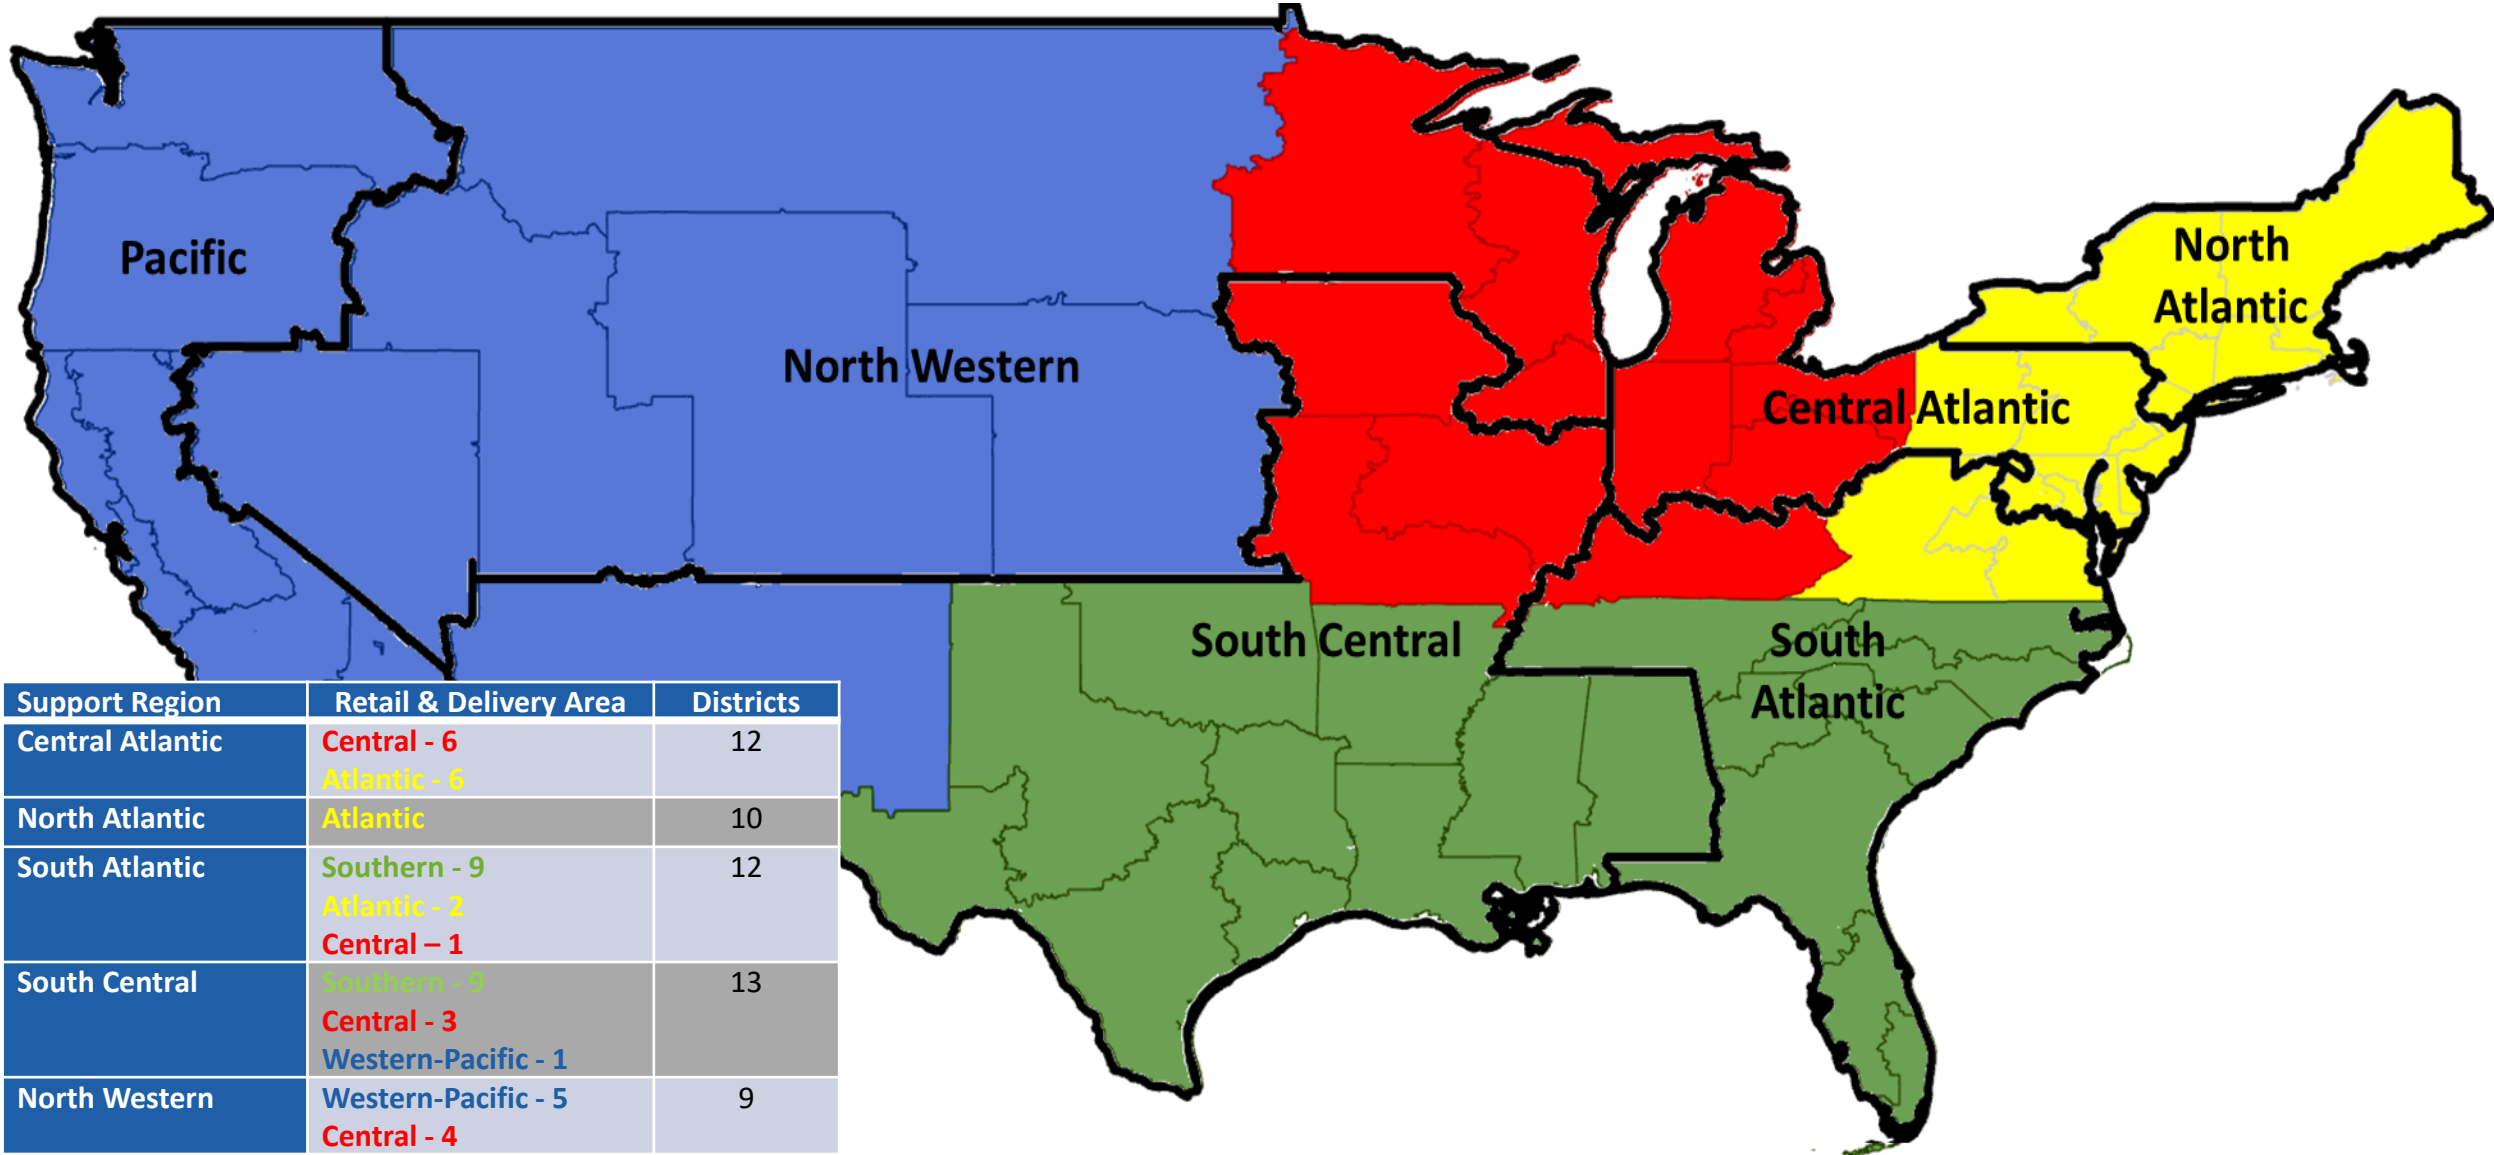 Pacific
North Western
North
Atlantic
Central Atlantic
South Central
South
Atlantic
Support Region Retail & Delivery Area Districts
Central Atlantic Central - 6 12
Atlantic - 6
North Atlantic Atlantic 10
South Atlantic Southern - 9 12
Atlantic - 2
Central – 1
South Central Southern - 9 13
Central - 3
Western-Pacific - 1
North Western Western-Pacific - 5 9
Central - 4